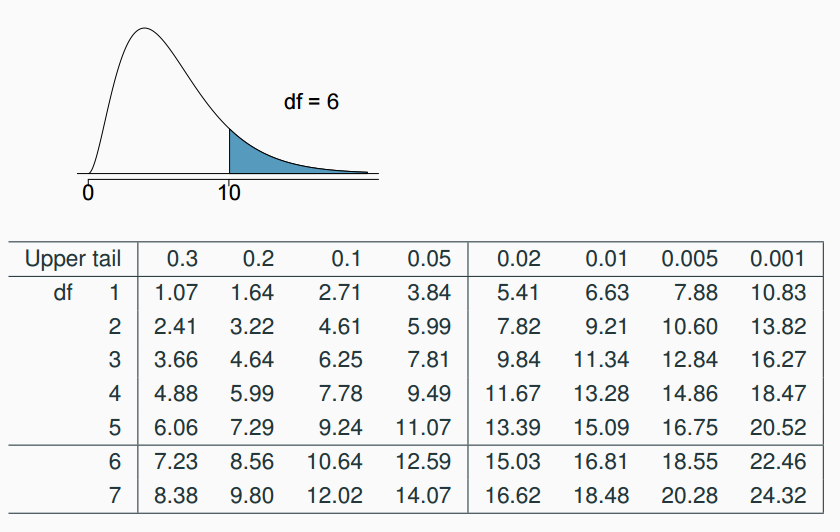 df = 6
0 10
Upper tail 0.3 0.2 0.1 0.05 0.02 0.01 0.005 0.001
df 1 1.07 1.64 2.71 3.84 5.41 6.63 7.88 10.83
2 2.41 3.22 4.61 5.99 7.82 9.21 10.60 13.82
3 3.66 4.64 6.25 7.81 9.84 11.34 12.84 16.27
4 4.88 5.99 7.78 9.49 11.67 13.28 14.86 18.47
5 6.06 7.29 9.24 11.07 13.39 15.09 16.75 20.52
6 7.23 8.56 10.64 12.59 15.03 16.81 18.55 22.46
7 8.38 9.80 12.02 14.07 16.62 18.48 20.28 24.32